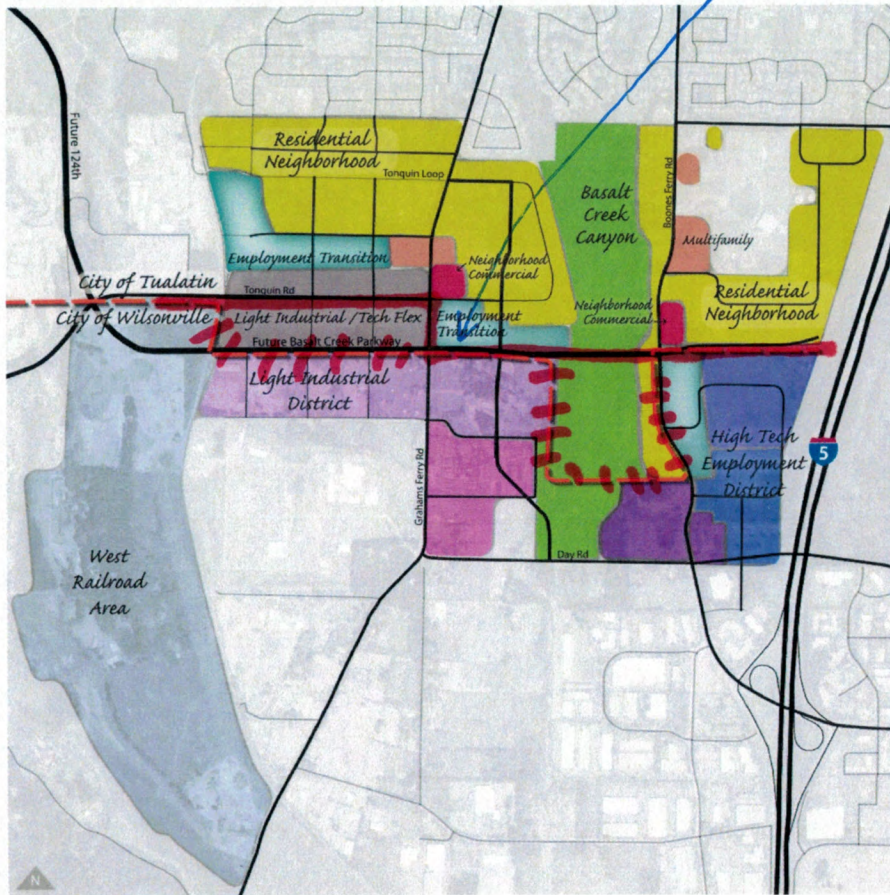 Future 124th
Residential
Neighborhood
Tonquin Loop
Basalt
Creek
Canyon
Boones Ferry Rd
Multifamily
Employment Transition
Neighborhood
Commercial
City of Tualatin
Tonquin Rd
City of Wilsonville
Light Industrial / Tech Flex
Employment
Transition
Neighborhood
Commercial
Residential
Neighborhood
Future Basalt Creek Parkway
Light Industrial
District
High Tech
Employment
District
5
Grahams Ferry Rd
Day Rd
West
Railroad
Area
N